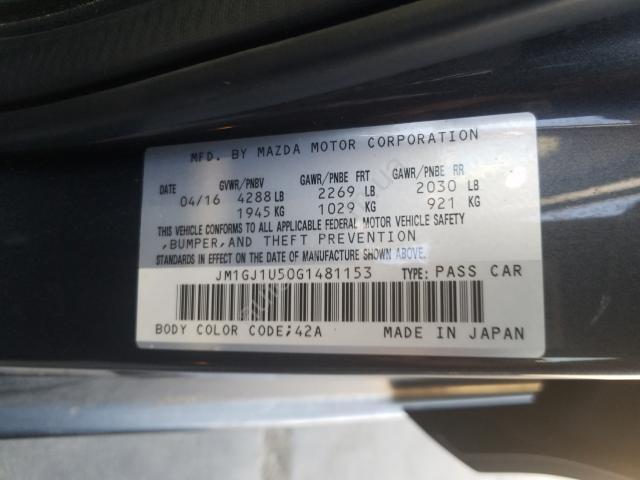 MFD. BY MAZDA MOTOR CORPORATION
DATE GVWR/PNBV GAWR/PNBE FRT GAWR/PNBE RR
04/16 4288 LB 2269 LB 2030 LB
1945 KG 1029 KG 921 KG
THIS VEHICLE CONFORMS TO ALL APPLICABLE FEDERAL MOTOR VEHICLE SAFETY
,BUMPER,AND THEFT PREVENTION
STANDARDS IN EFFECT ON THE DATE OF MANUFACTURE SHOWN ABOVE.
JM1GJ1U50G1481153 TYPE: PASS CAR
BODY COLOR CODE;42A MADE IN JAPAN